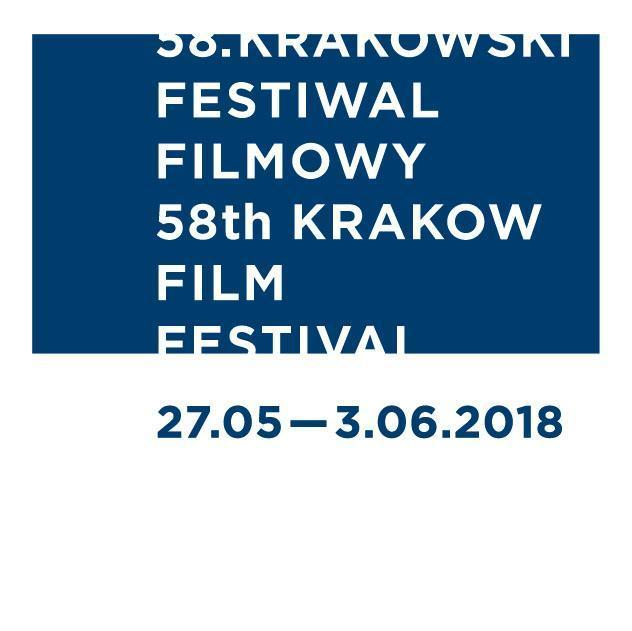 58.KRAKOWSKI
FESTIWAL
FILMOWY
58th KRAKOW
FILM
FESTIVAL
27.05—3.06.2018